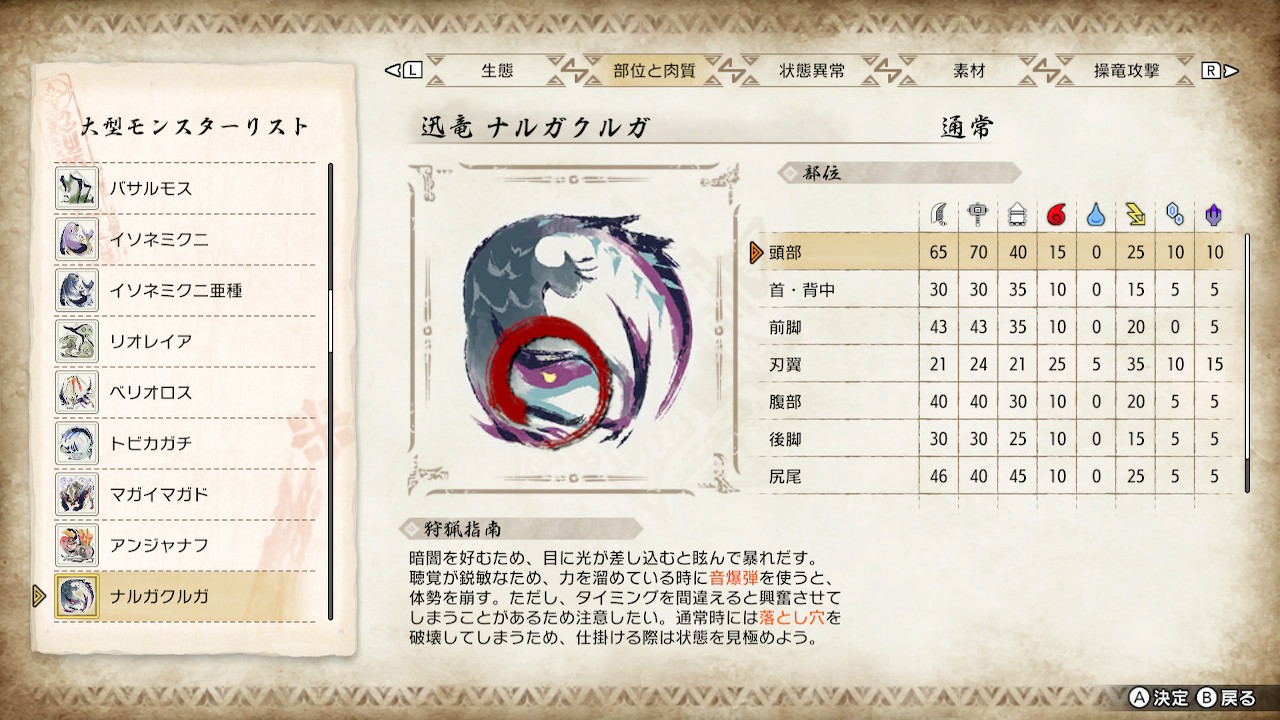 L 生態 部位と肉質 状態異常 素材 操竜攻撃 R
大型モンスターリスト
バサルモス
イソネミクニ
イソネミクニ亜種
リオレイア
ベリオロス
トビカガチ
マガイマガド
アンジャナフ
ナルガクルガ
迅竜 ナルガクルガ 通常
部位
頭部 65 70 40 15 0 25 10 10
首・背中 30 30 35 10 0 15 5 5
前脚 43 43 35 10 0 20 0 5
刃翼 21 24 21 25 5 35 10 15
腹部 40 40 30 10 0 20 5 5
後脚 30 30 25 10 0 15 5 5
尻尾 46 40 45 10 0 25 5 5
狩猟指南
暗闇を好むため、目に光が差し込むと眩んで暴れだす。
聴覚が鋭敏なため、力を溜めている時に音爆弾を使うと、
体勢を崩す。ただし、タイミングを間違えると興奮させて
しまうことがあるため注意したい。通常時には落とし穴を
破壊してしまうため、仕掛ける際は状態を見極めよう。
A 決定 B 戻る